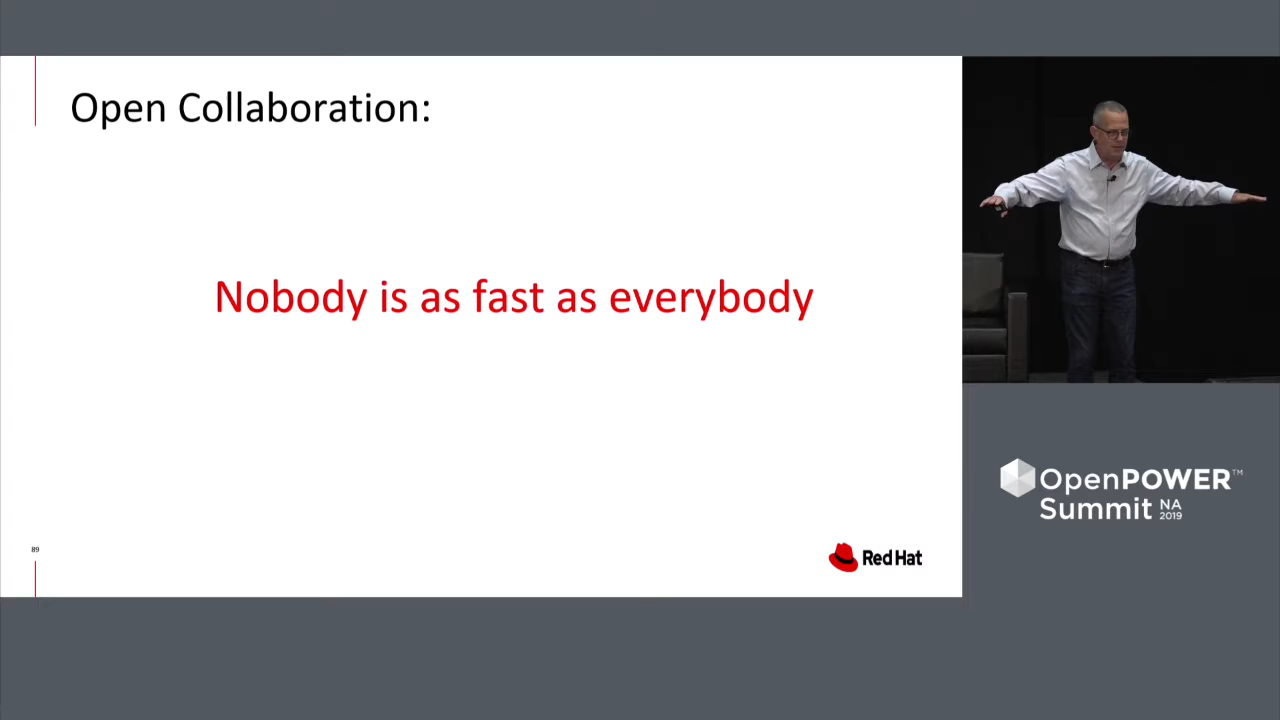 Open Collaboration:
Nobody is as fast as everybody
89
Red Hat
OpenPOWER™
Summit NA
2019